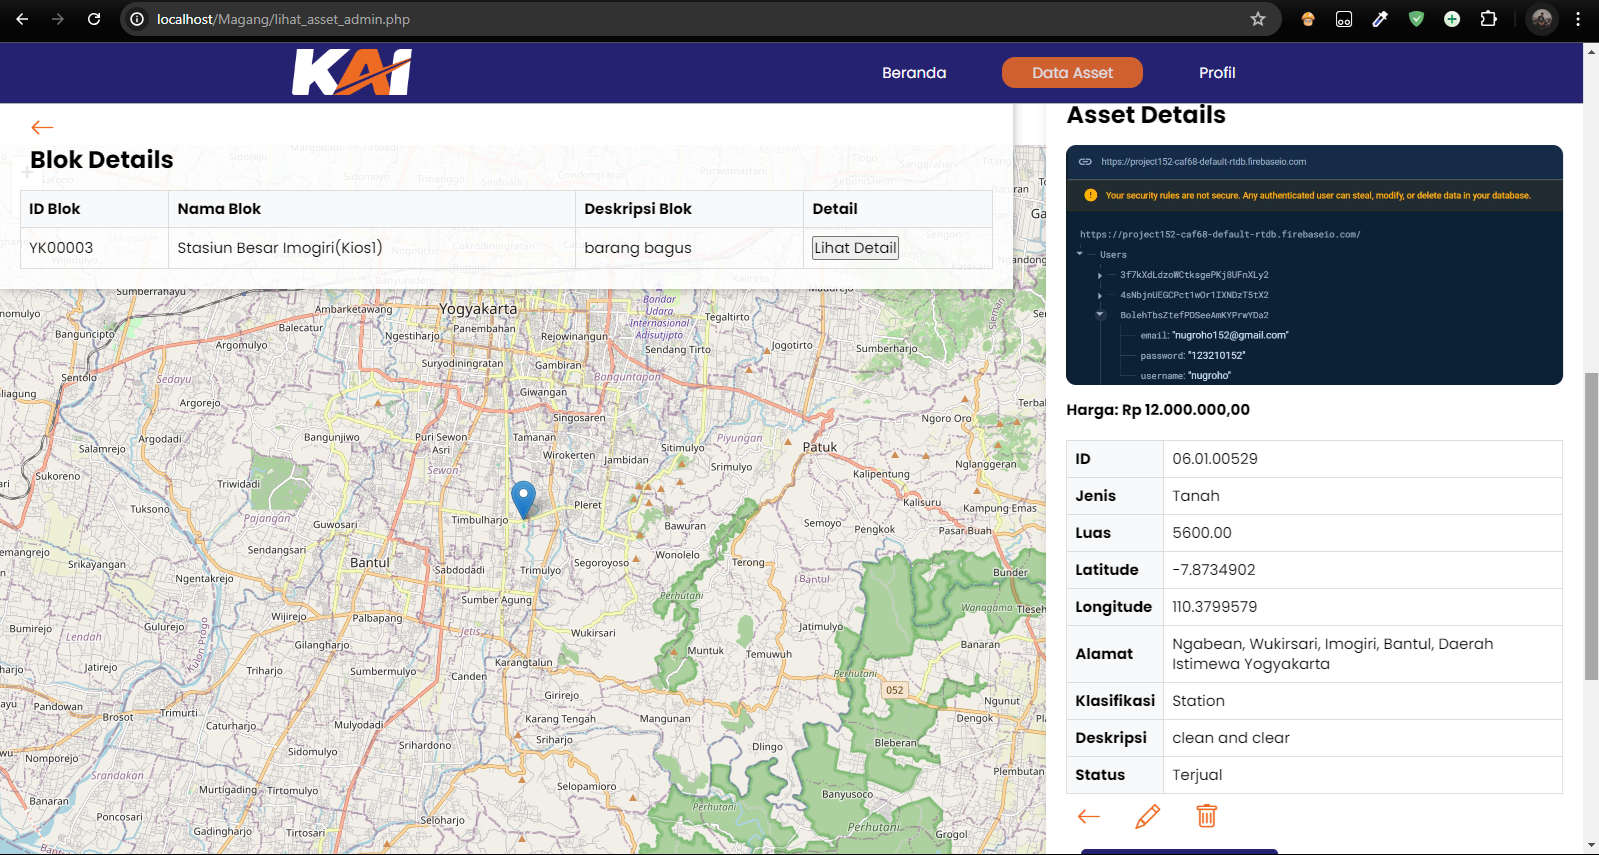 localhost/Magang/lihat_asset_admin.php
KAI
Beranda
Data Asset
Profil
Blok Details
ID Blok
Nama Blok
Deskripsi Blok
Detail
YK00003
Stasiun Besar Imogiri(Kios1)
barang bagus
Lihat Detail
Imogiri Barat
Asset Details
https://project152-caf68-default-rtdb.firebaseio.com
Your security rules are not secure. Any authenticated user can steal, modify, or delete data in your database.
https://project152-caf68-default-rtdb.firebaseio.com/
Users
3f7kXdLdzoWCtksgePKj8UFnXLy2
4sNbjnUEGCPct1wOr1IXNDzT5tX2
BolehTbsZtefPDSeeAmKYPrwYDa2
email: "nugroho152@gmail.com"
password: "123210152"
username: "nugroho"
Harga: Rp 12.000.000,00
ID
06.01.00529
Jenis
Tanah
Luas
5600.00
Latitude
-7.8734902
Longitude
110.3799579
Alamat
Ngabean, Wukirsari, Imogiri, Bantul, Daerah
Istimewa Yogyakarta
Klasifikasi
Station
Deskripsi
clean and clear
Status
Terjual
Sumberrahayu
Ambarketawang
Yogyakarta
Bandar
Udara
Internasional
Adisutjipto
Tegaltirto
Banguncipto
Balecatur
Ngestiharjo
Panembahan
Rejowinangun
Argomulyo
Sendang Tirto
Jogotirto
Sumberharjo
Suryodiningratan
Gambiran
Banguntapan
Sentolo
Sedayu
Giwangan
Argorejo
Singosaren
Ngoro Oro
Argodadi
Bangunjiwo
Puri Sewon
Asri
Tamanan
Sitimulyo
Piyungan
Patuk
Salamrejo
Wirokerten
Jambidan
Srimulyo
Nglanggeran
Sukoreno
Triwidadi
Sewon
Kalipentung
Tuksono
Pajangan
Guwosari
Timbulharjo
Pleret
Bawuran
Semoyo
Pengkok
Kalisuru
Kampung Emas
Pasar Buah
Sendangsari
Wonolelo
Srikayangan
Bantul
Sabdodadi
Trimulyo
Segoroyoso
Terong
Bantul
Bunder
Ngentakrejo
Sumber Agung
Perhutani
Wanagama
Bumirejo
Lendah
Gulurejo
Wijirejo
Palbapang
Jetis
Wukirsari
Jatimulyo
Banaran
Kulon Progo
Gilangharjo
Jatirejo
Triharjo
Sumbermulyo
Karangtalun
Muntuk
Temuwuh
Canden
Perhutani
Pandowan
Brosot
Trimurti
Girirejo
052
Ngunut
Caturharjo
Mulyodadi
Karang Tengah
Mangunan
Dengok
Sidomulyo
Srihardono
Sriharjo
Dlingo
Bleberan
Nomporejo
Srandakan
Selopamioro
Plembutan
Banaran
Murtigading
Tirtomulyo
Banyusoco
Poncosari
Perhutani
Gadingharjo
Tirtosari
Seloharjo
Perhutani
Grogol